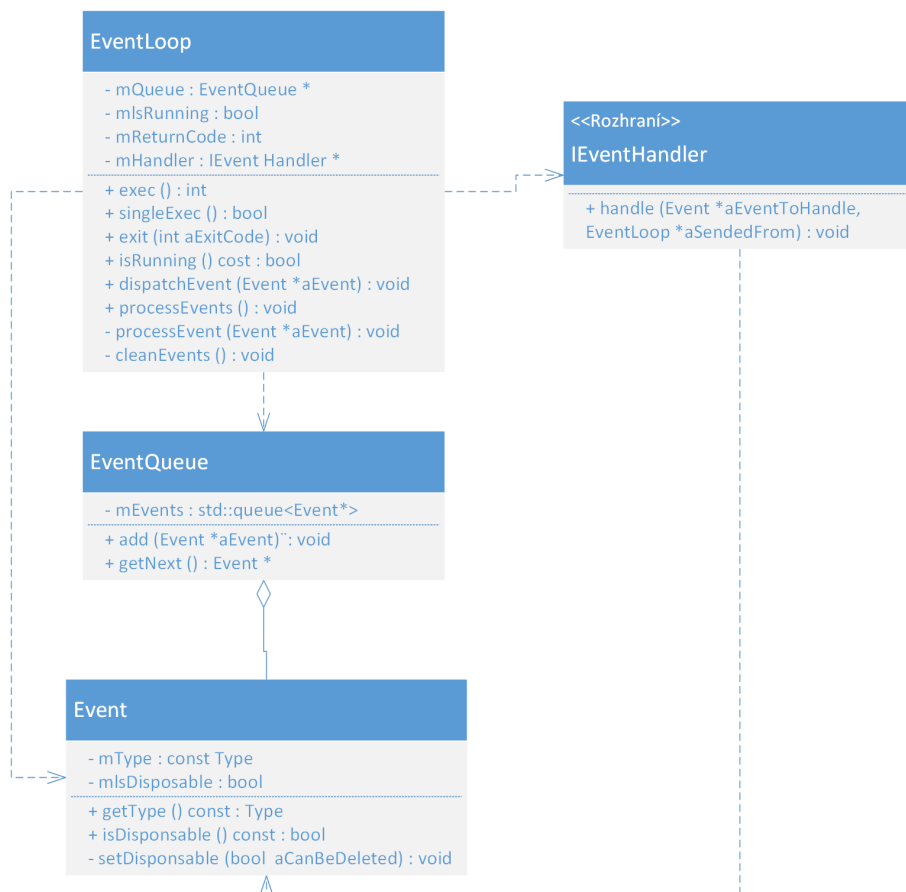 EventLoop
- mQueue : EventQueue *
- mIsRunning : bool
- mReturnCode : int
- mHandler : IEvent Handler *
+ exec () : int
+ singleExec () : bool
+ exit (int aExitCode) : void
+ isRunning () cost : bool
+ dispatchEvent (Event *aEvent) : void
+ processEvents () : void
- processEvent (Event *aEvent) : void
- cleanEvents () : void
<<Rozhraní>>
IEventHandler
+ handle (Event *aEventToHandle,
EventLoop *aSendedFrom) : void
EventQueue
- mEvents : std::queue<Event*>
+ add (Event *aEvent)¨: void
+ getNext () : Event *
Event
- mType : const Type
- mIsDisposable : bool
+ getType () const : Type
+ isDisponsable () const : bool
- setDisponsable (bool aCanBeDeleted) : void